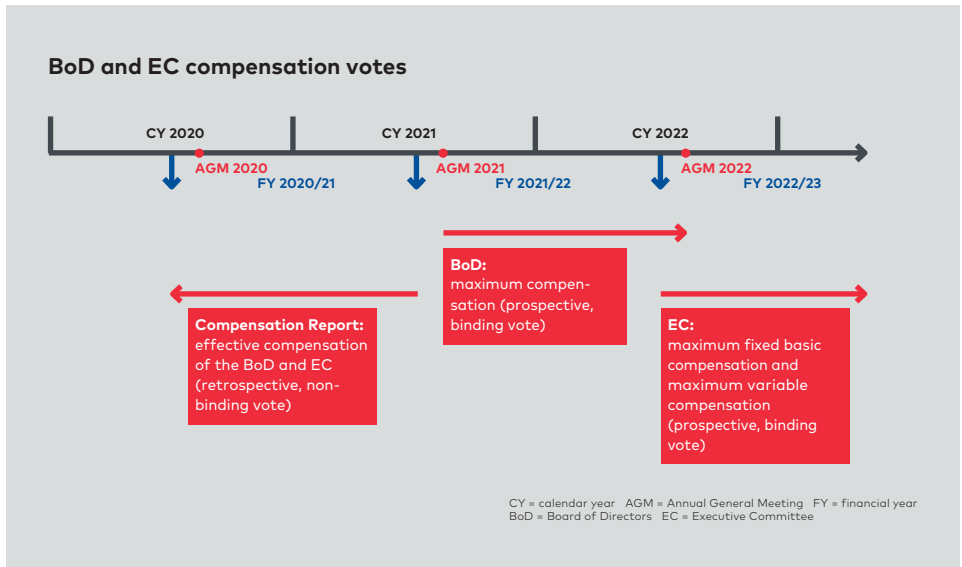 BoD and EC compensation votes
CY 2020
CY 2021
CY 2022
AGM 2020
AGM 2021
AGM 2022
FY 2020/21
FY 2021/22
FY 2022/23
BoD:
maximum compen-
sation (prospective,
binding vote)
Compensation Report:
effective compensation
of the BoD and EC
(retrospective, non-
binding vote)
EC:
maximum fixed basic
compensation and
maximum variable
compensation
(prospective, binding
vote)
CY = calendar year AGM = Annual General Meeting FY = financial year
BoD = Board of Directors EC = Executive Committee